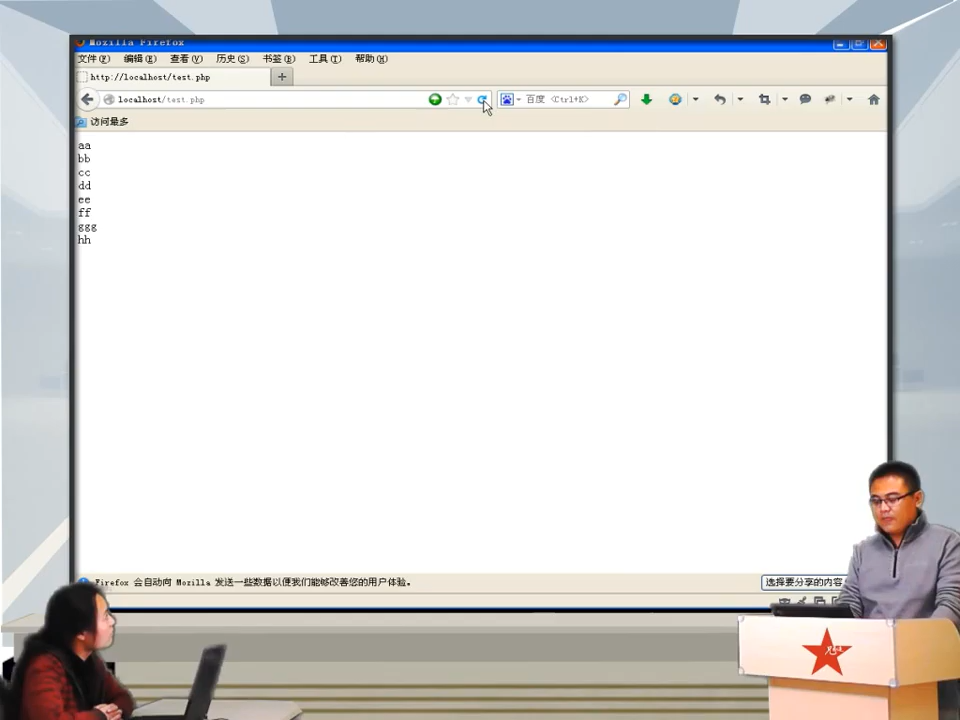 Mozilla Firefox
文件(F) 编辑(E) 查看(V) 历史(S) 书签(B) 工具(T) 帮助(H)
http://localhost/test.php
localhost/test.php 百度 <Ctrl+K>
访问最多
aa
bb
cc
dd
ee
ff
ggg
hh
Firefox 会自动向 Mozilla 发送一些数据以便我们能够改善您的用户体验。 选择要分享的内容